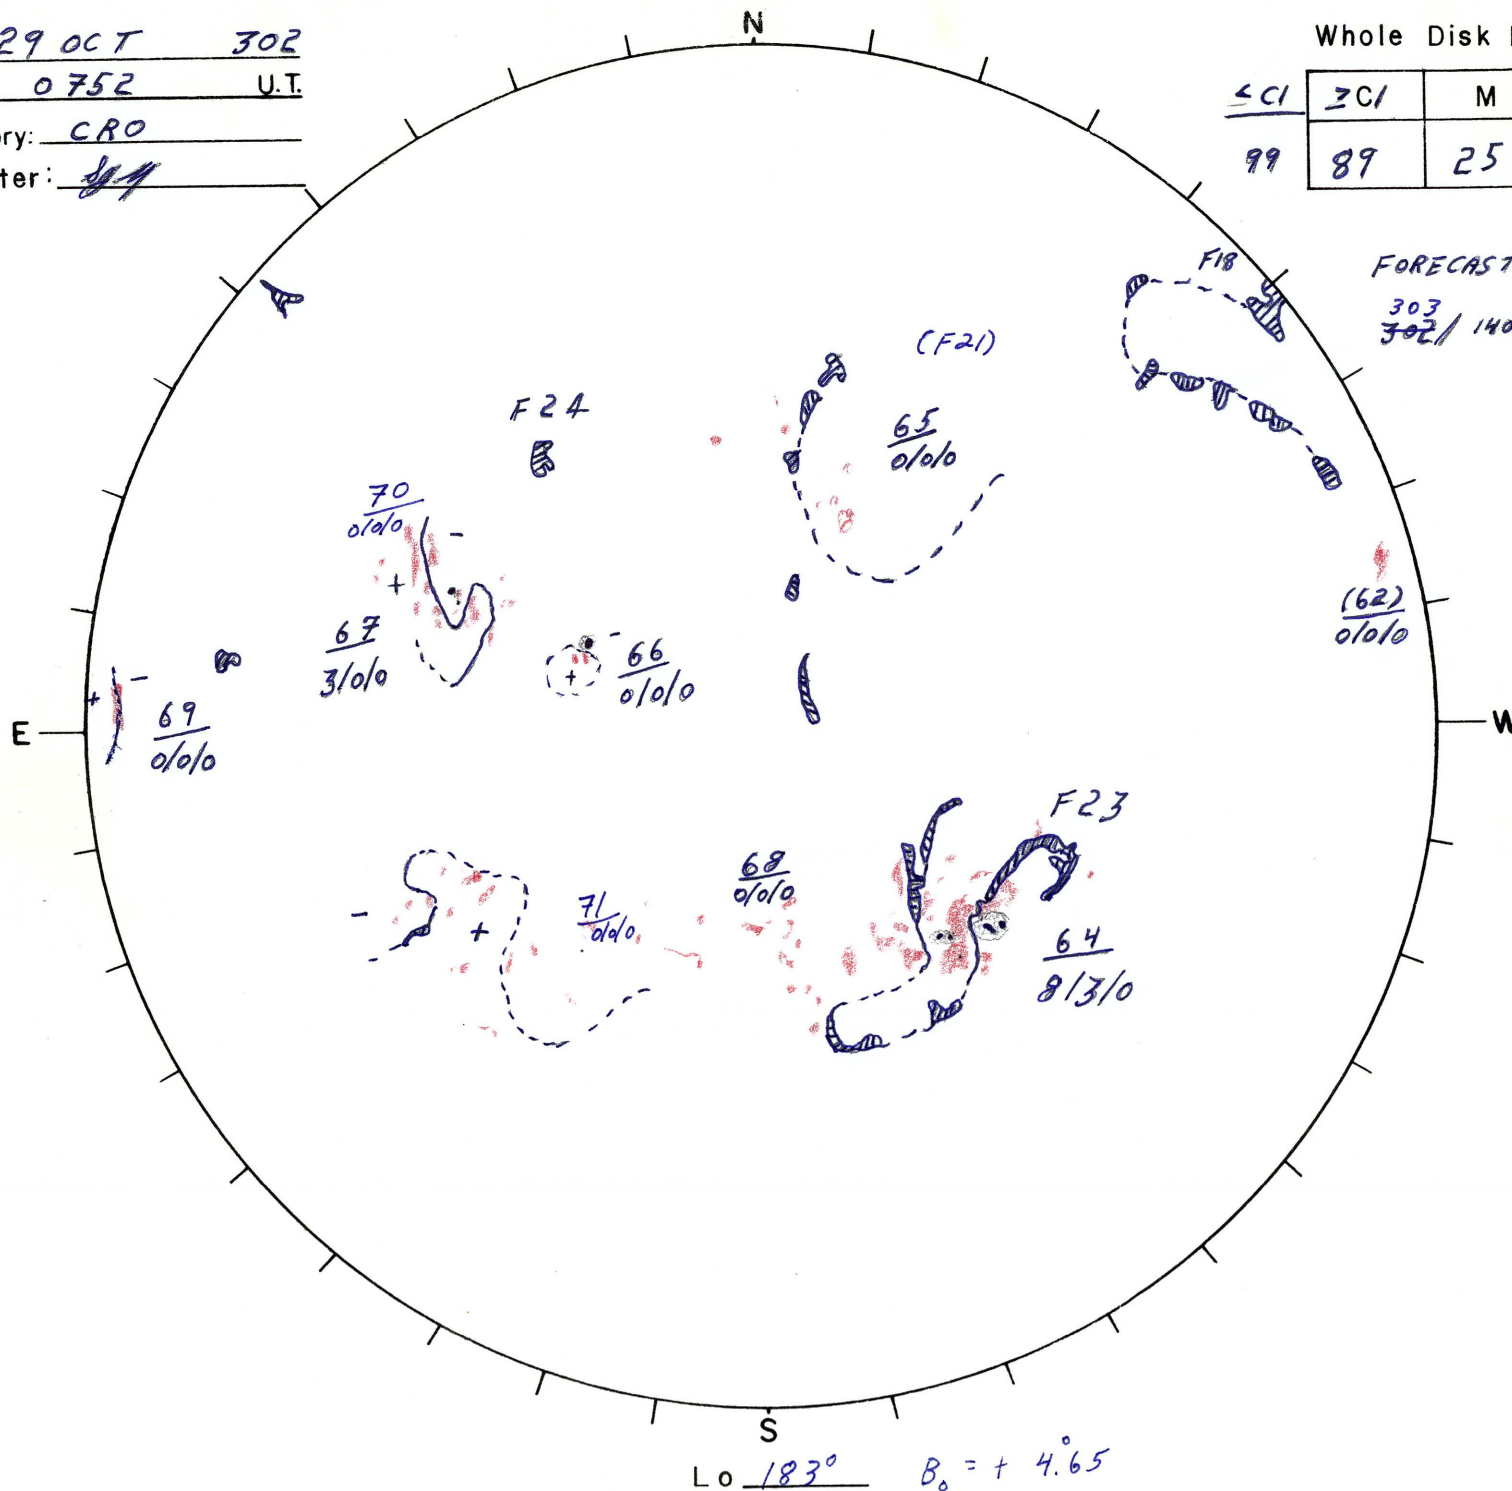 29 OCT 302
0752 U.T.
ry: CRO
ter:
N
Whole Disk
≤C1 ≥C1 M
99 89 25
FORECAST
303
302/ 140
F18
(F21)
F24
65
0/0/0
70
0/0/0
-
+
(62)
0/0/0
67
3/0/0
-
66
0/0/0
+
-
+
69
0/0/0
E
W
F23
68
0/0/0
71
0/0/0
-
+
64
8/3/0
S
Lo 183° B₀ = + 4°.65